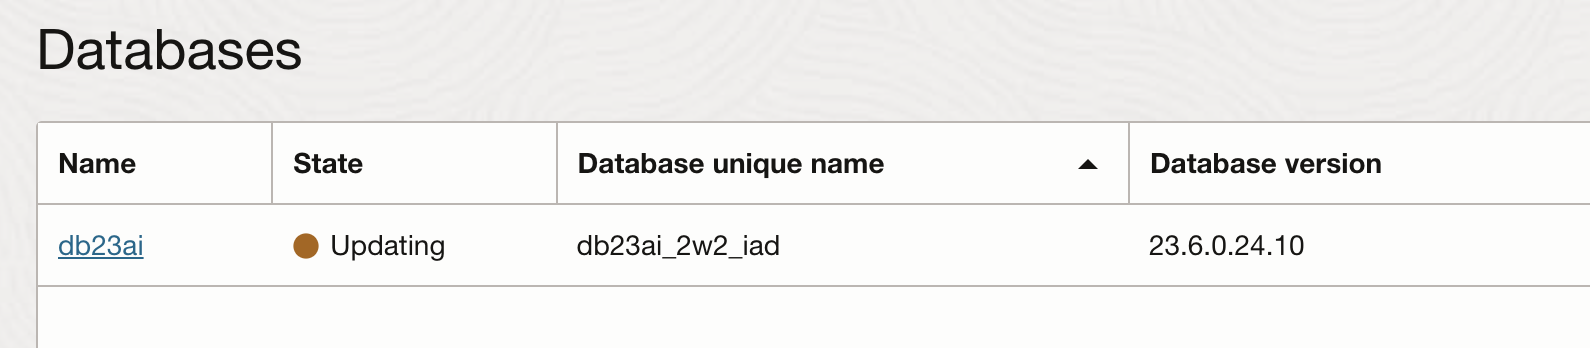 Databases
Name State Database unique name Database version
db23ai Updating db23ai_2w2_iad 23.6.0.24.10